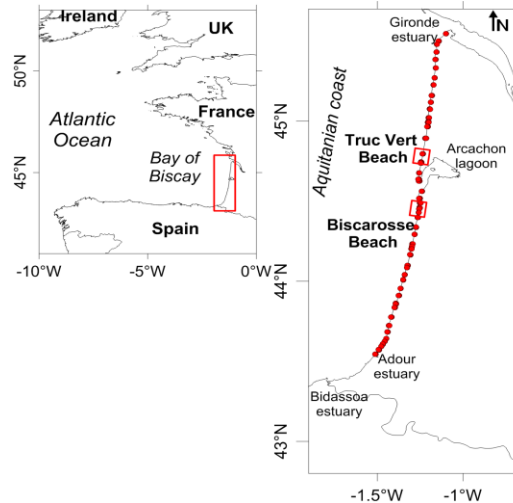 Ireland
UK
50°N
France
Atlantic
Ocean
Bay of
Biscay
45°N
Spain
-10°W
-5°W
0°W
Gironde
estuary
N
45°N
Aquitanian coast
Truc Vert
Beach
Arcachon
lagoon
Biscarosse
Beach
44°N
Adour
estuary
Bidassoa
estuary
43°N
-1.5°W
-1°W